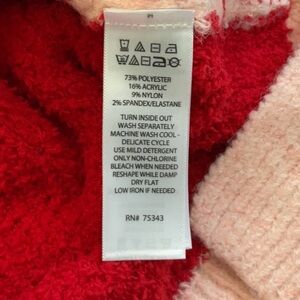 73% POLYESTER
16% ACRYLIC
9% NYLON
2% SPANDEX/ELASTANE
TURN INSIDE OUT
WASH SEPARATELY
MACHINE WASH COOL -
DELICATE CYCLE
USE MILD DETERGENT
ONLY NON-CHLORINE
BLEACH WHEN NEEDED
RESHAPE WHILE DAMP
DRY FLAT
LOW IRON IF NEEDED
RN# 75343